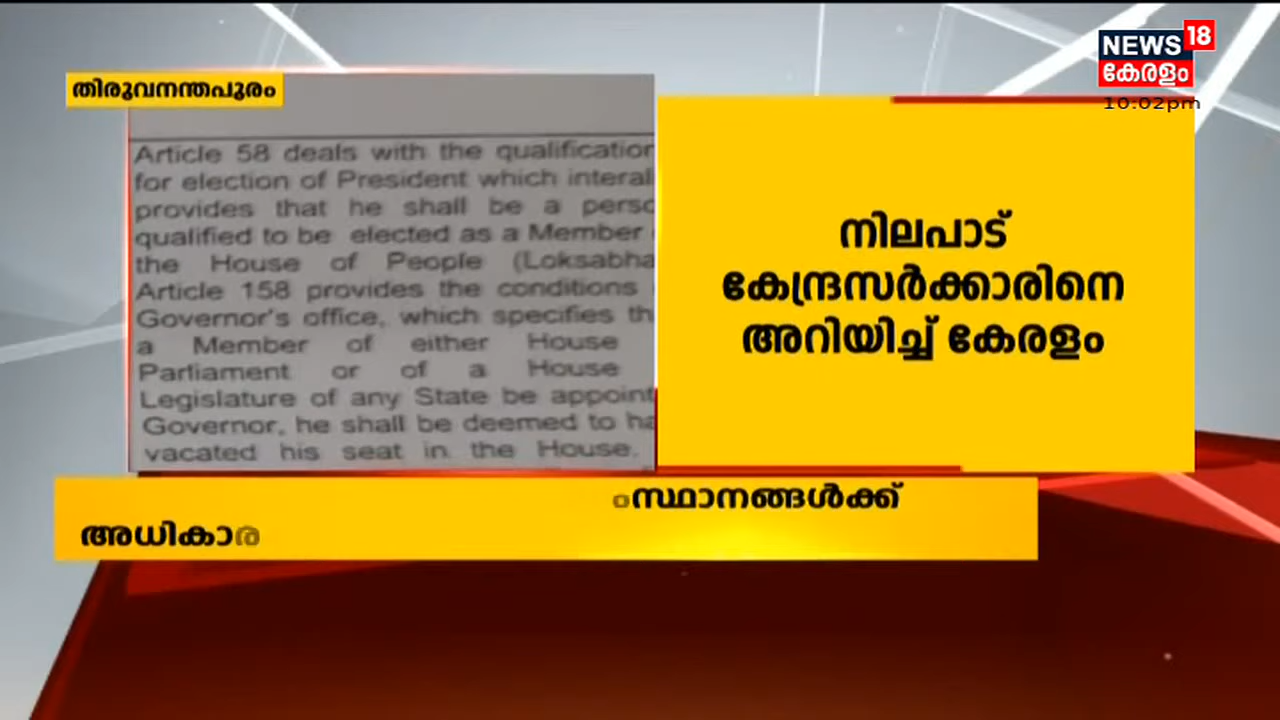 NEWS 18
കേരളം
10:02pm
തിരുവനന്തപുരം
Article 58 deals with the qualification
for election of President which interal
provides that he shall be a perso
qualified to be elected as a Member
the House of People (Loksabha
Article 158 provides the conditions
Governor's office, which specifies th
a Member of either House
Parliament or of a House
Legislature of any State be appoint
Governor, he shall be deemed to ha
vacated his seat in the House.
നിലപാട്
കേന്ദ്രസർക്കാരിനെ
അറിയിച്ച് കേരളം
സ്ഥാനങ്ങൾക്ക്
അധികാര